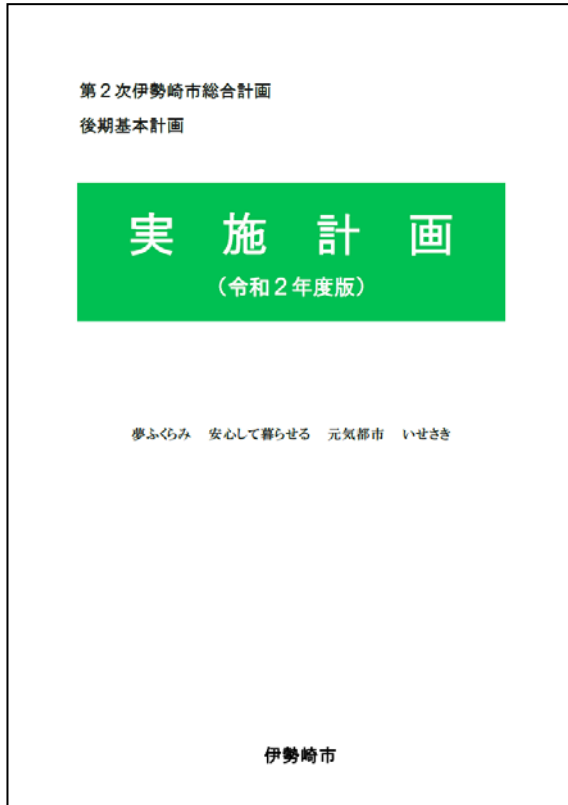 第２次伊勢崎市総合計画
後期基本計画
実　施　計　画
（令和２年度版）
夢ふくらみ　安心して暮らせる　元気都市　いせさき
伊勢崎市